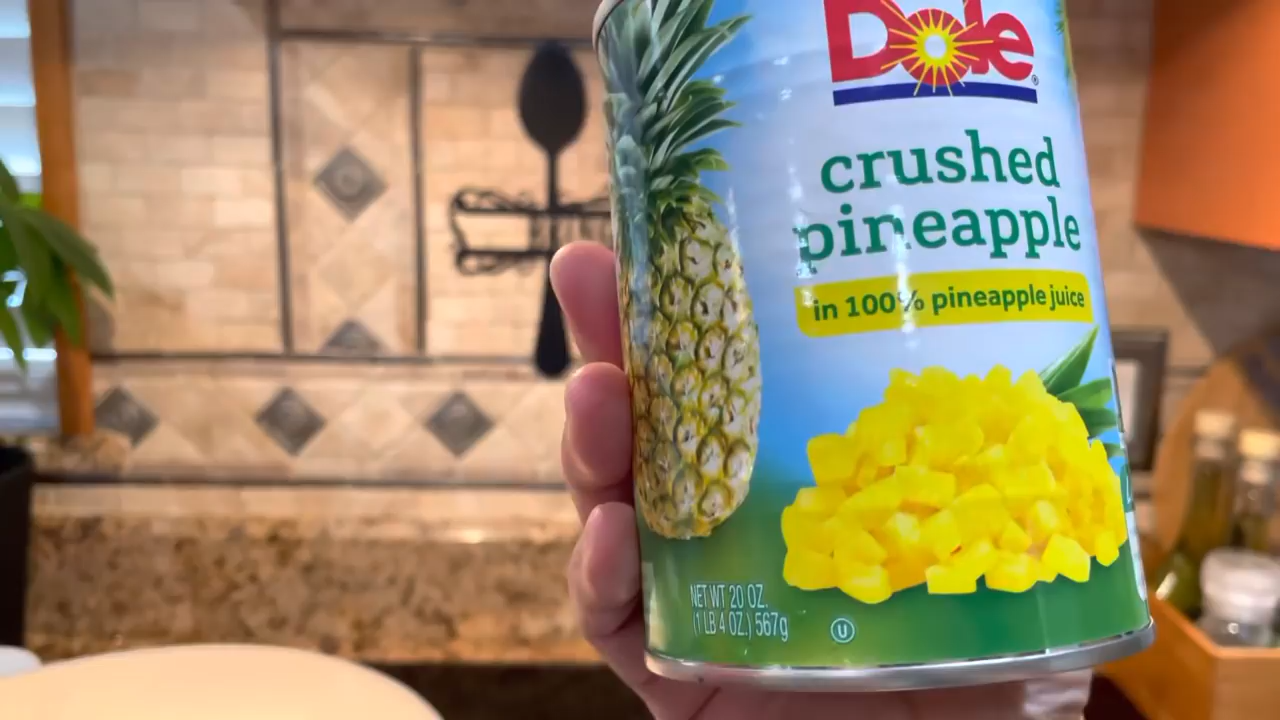 Dole®
crushed
pineapple
in 100% pineapple juice
NET WT 20 OZ.
(1 LB 4 OZ.) 567g
U